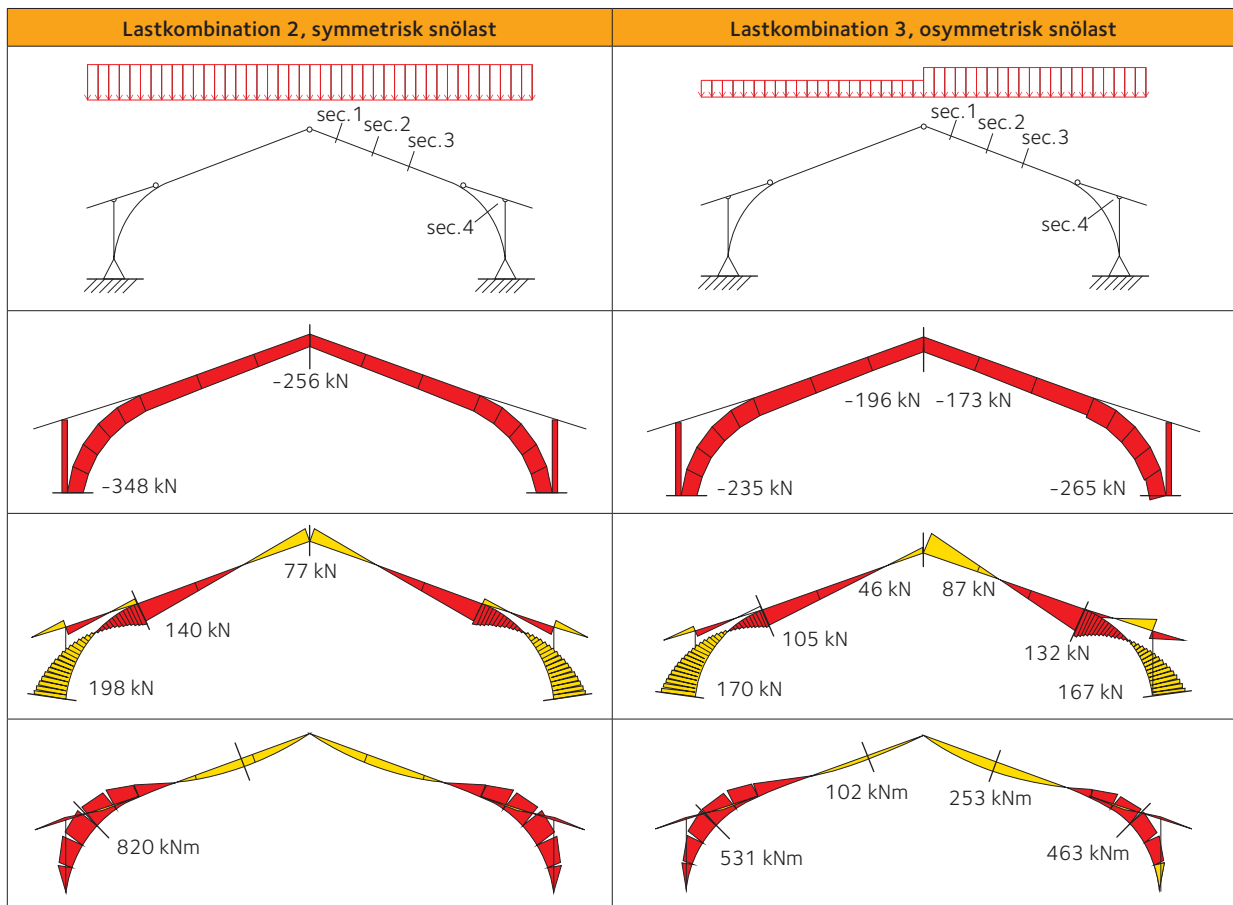 Lastkombination 2, symmetrisk snölast
Lastkombination 3, osymmetrisk snölast
sec.1
sec.2
sec.3
sec.4
sec.1
sec.2
sec.3
sec.4
-256 kN
-348 kN
-196 kN
-173 kN
-235 kN
-265 kN
77 kN
140 kN
198 kN
46 kN
87 kN
105 kN
132 kN
170 kN
167 kN
820 kNm
102 kNm
253 kNm
531 kNm
463 kNm